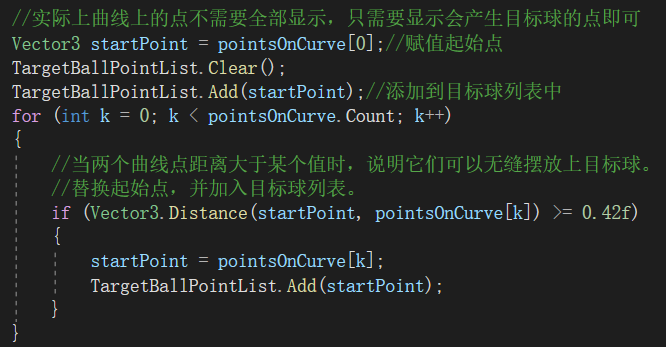 //实际上曲线上的点不需要全部显示，只需要显示会产生目标球的点即可
Vector3 startPoint = pointsOnCurve[0];//赋值起始点
TargetBallPointList.Clear();
TargetBallPointList.Add(startPoint);//添加到目标球列表中
for (int k = 0; k < pointsOnCurve.Count; k++)
{
//当两个曲线点距离大于某个值时，说明它们可以无缝摆放上目标球。
//替换起始点，并加入目标球列表。
if (Vector3.Distance(startPoint, pointsOnCurve[k]) >= 0.42f)
{
startPoint = pointsOnCurve[k];
TargetBallPointList.Add(startPoint);
}
}